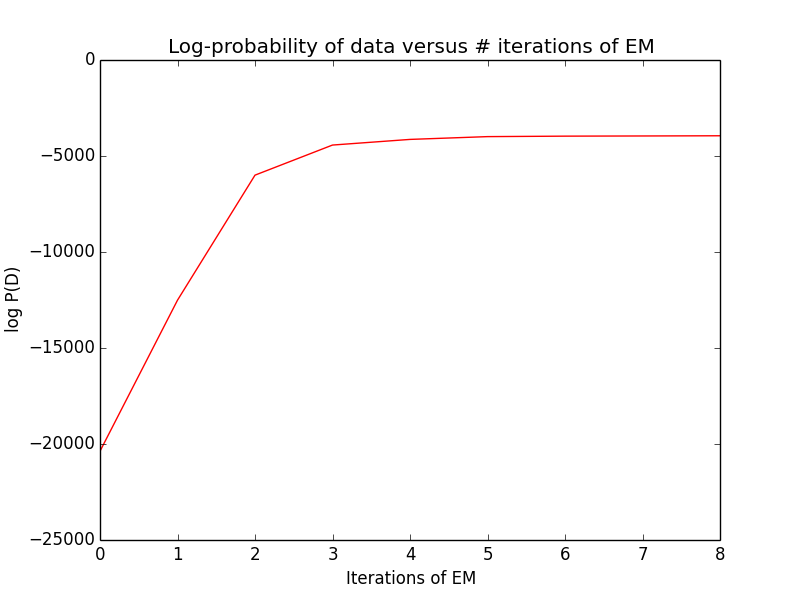 Log-probability of data versus # iterations of EM
0
−5000
−10000
−15000
−20000
−25000
log P(D)
0 1 2 3 4 5 6 7 8
Iterations of EM